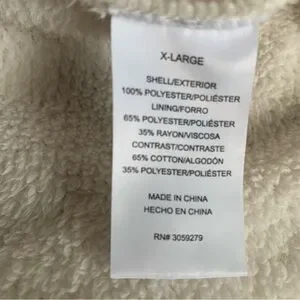 X-LARGE
SHELL/EXTERIOR
100% POLYESTER/POLIÉSTER
LINING/FORRO
65% POLYESTER/POLIÉSTER
35% RAYON/VISCOSA
CONTRAST/CONTRASTE
65% COTTON/ALGODÓN
35% POLYESTER/POLIÉSTER
MADE IN CHINA
HECHO EN CHINA
RN# 3059279